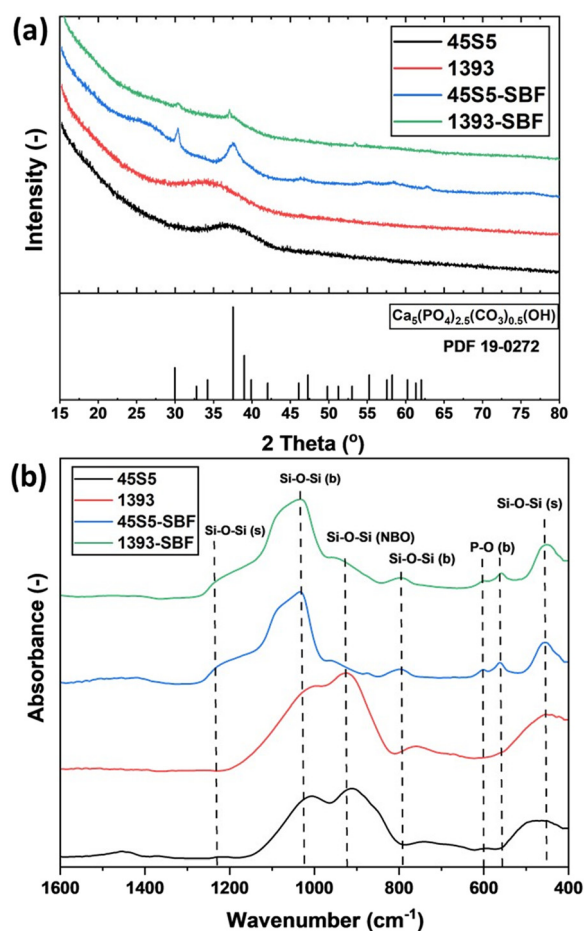 (a)
45S5
1393
45S5-SBF
1393-SBF
Intensity (-)
Ca₅(PO₄)₂.₅(CO₃)₀.₅(OH)
PDF 19-0272
15 20 25 30 35 40 45 50 55 60 65 70 75 80
2 Theta (°)
(b)
45S5
1393
45S5-SBF
1393-SBF
Si-O-Si (b)
Si-O-Si (s)
Si-O-Si (s)
Si-O-Si (NBO)
P-O (b)
Si-O-Si (b)
Absorbance (-)
1600 1400 1200 1000 800 600 400
Wavenumber (cm⁻¹)